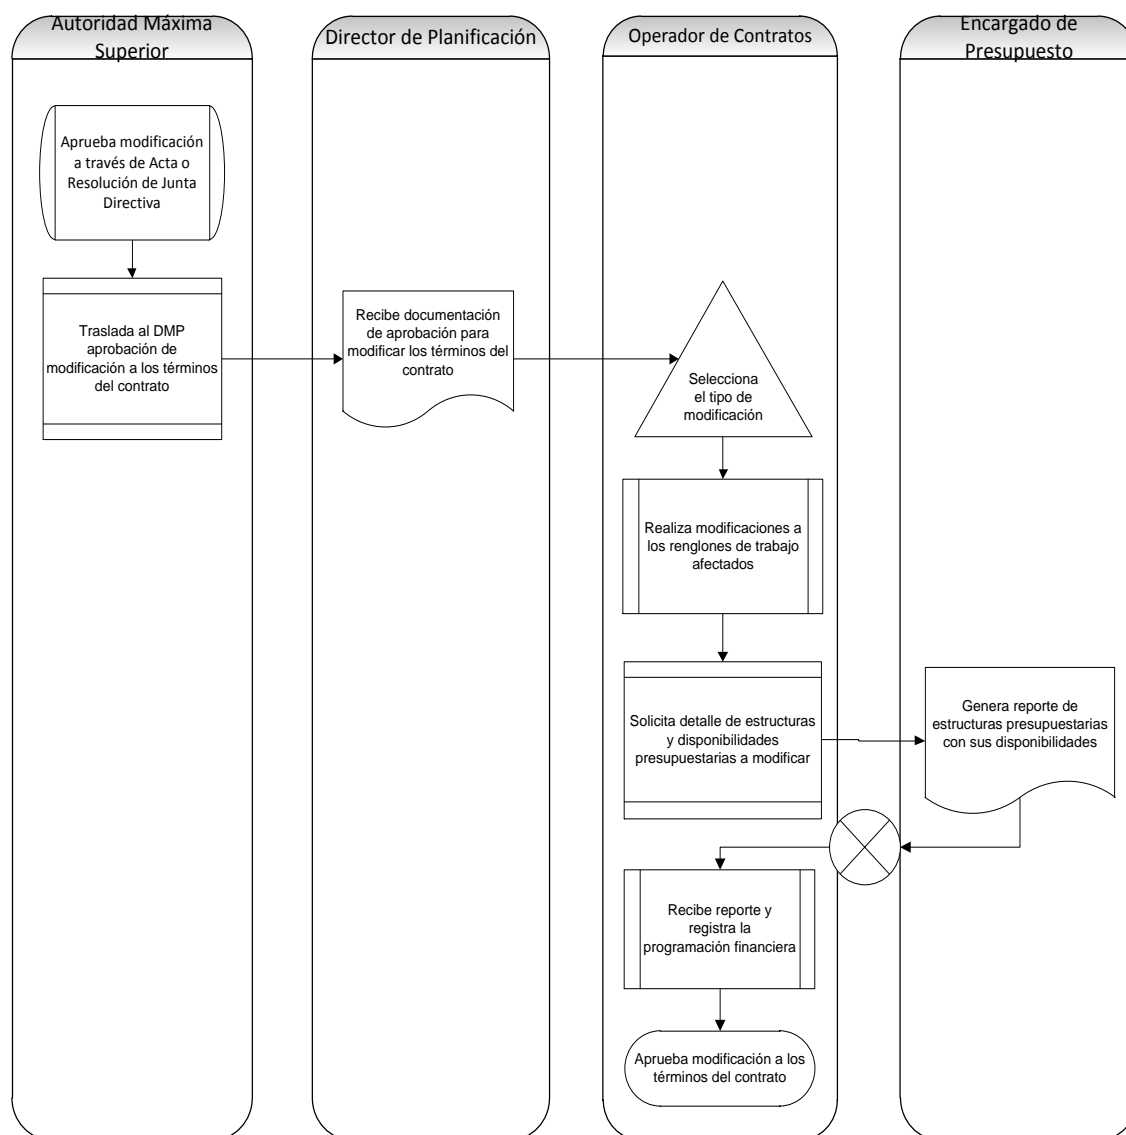 Autoridad Máxima
Superior
Director de Planificación
Operador de Contratos
Encargado de
Presupuesto
Aprueba modificación
a través de Acta o
Resolución de Junta
Directiva
Traslada al DMP
aprobación de
modificación a los términos
del contrato
Recibe documentación
de aprobación para
modificar los términos del
contrato
Selecciona
el tipo de
modificación
Realiza modificaciones a
los renglones de trabajo
afectados
Solicita detalle de estructuras
y disponibilidades
presupuestarias a modificar
Genera reporte de
estructuras presupuestarias
con sus disponibilidades
Recibe reporte y
registra la
programación financiera
Aprueba modificación a los
términos del contrato